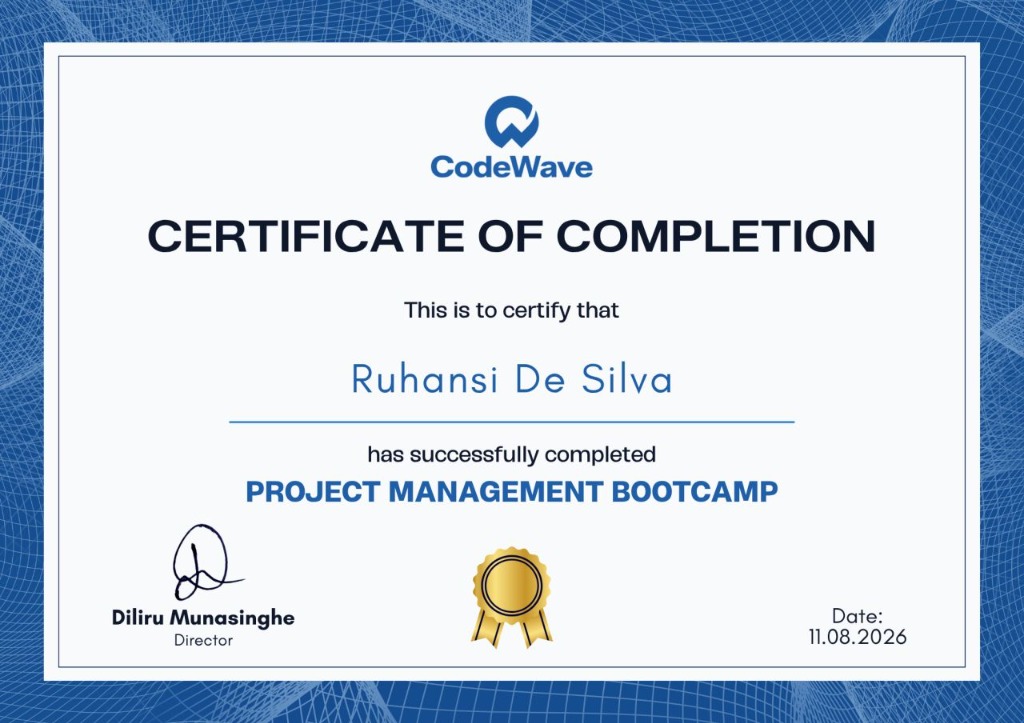 CodeWave
CERTIFICATE OF COMPLETION
This is to certify that
Ruhansi De Silva
has successfully completed
PROJECT MANAGEMENT BOOTCAMP
Diliru Munasinghe
Director
Date:
11.08.2026